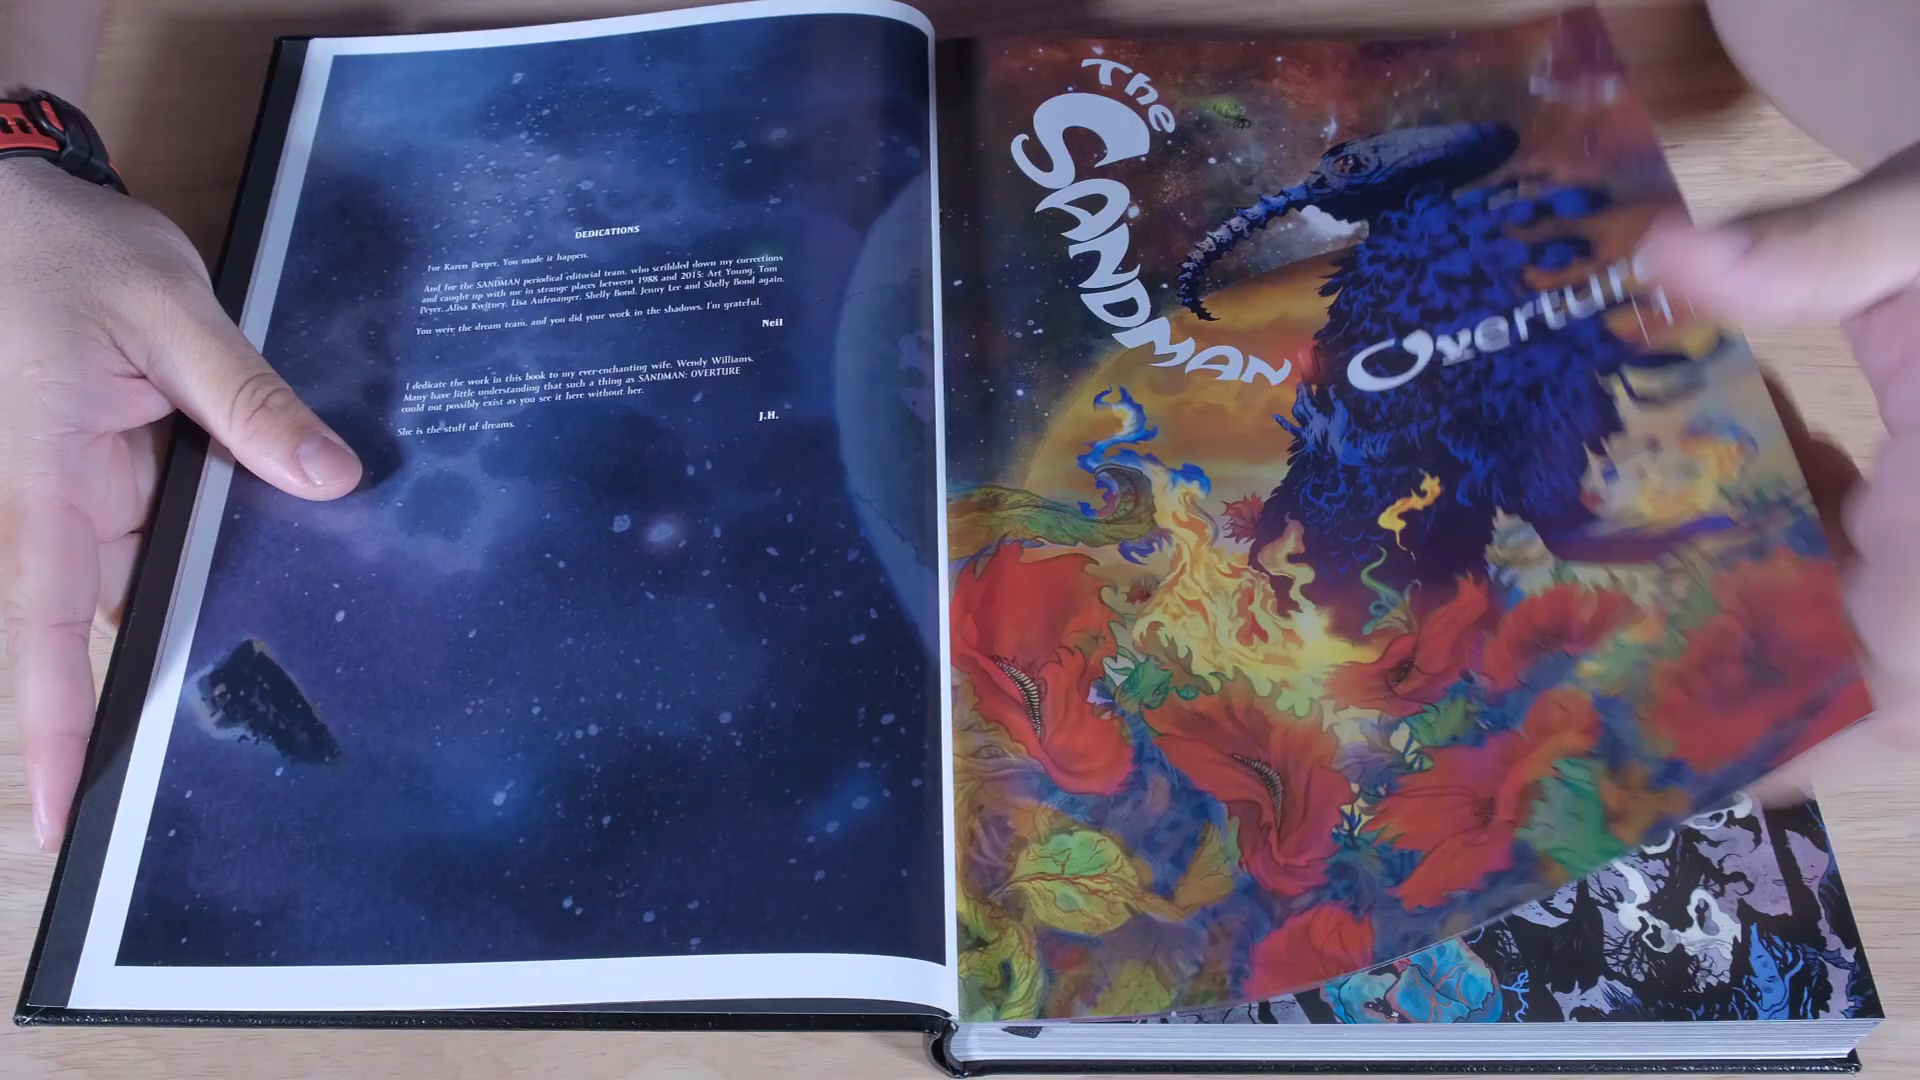 DEDICATIONS
For Karen Berger. You made it happen.
And for the SANDMAN periodical editorial team, who scribbled down my corrections
and caught up with me in strange places between 1988 and 2015: Art Young, Tom
Peyer, Alisa Kwitney, Lisa Aufenanger, Shelly Bond, Jenny Lee and Shelly Bond again.
You were the dream team, and you did your work in the shadows. I'm grateful.
Neil
I dedicate the work in this book to my ever-enchanting wife, Wendy Williams.
Many have little understanding that such a thing as SANDMAN: OVERTURE
could not possibly exist as you see it here without her.
She is the stuff of dreams.
J.H.
The
SANDMAN
Overture